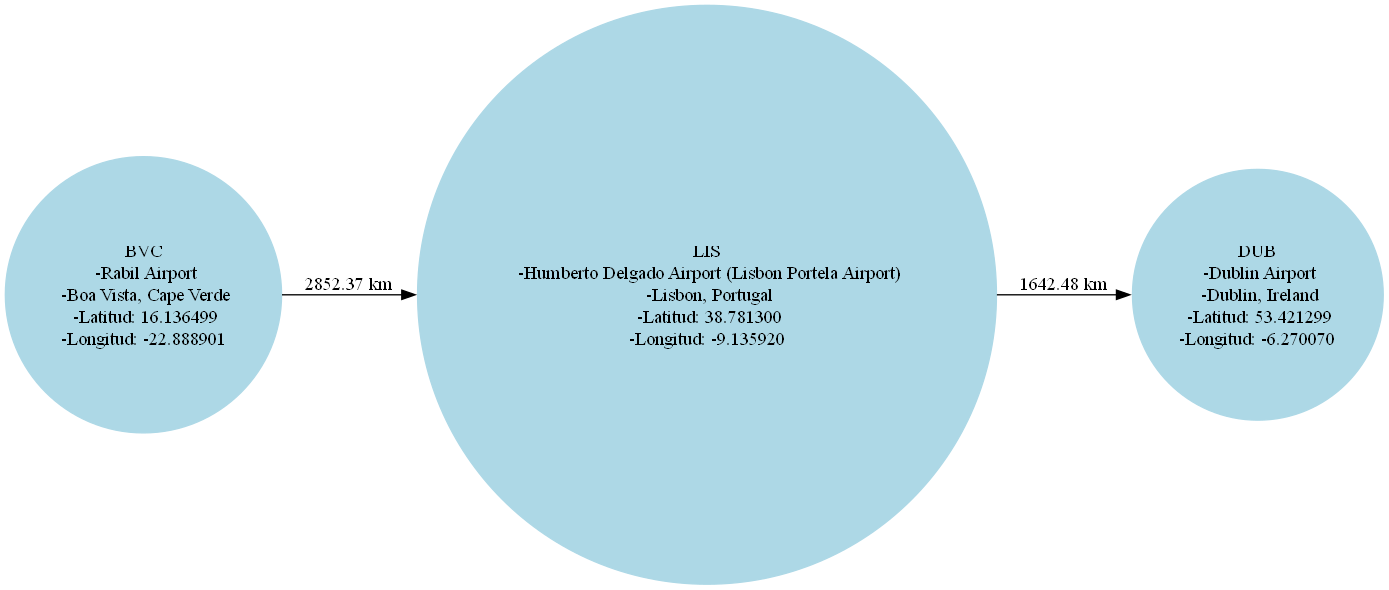 BVC
-Rabil Airport
-Boa Vista, Cape Verde
-Latitud: 16.136499
-Longitud: -22.888901
2852.37 km
LIS
-Humberto Delgado Airport (Lisbon Portela Airport)
-Lisbon, Portugal
-Latitud: 38.781300
-Longitud: -9.135920
1642.48 km
DUB
-Dublin Airport
-Dublin, Ireland
-Latitud: 53.421299
-Longitud: -6.270070